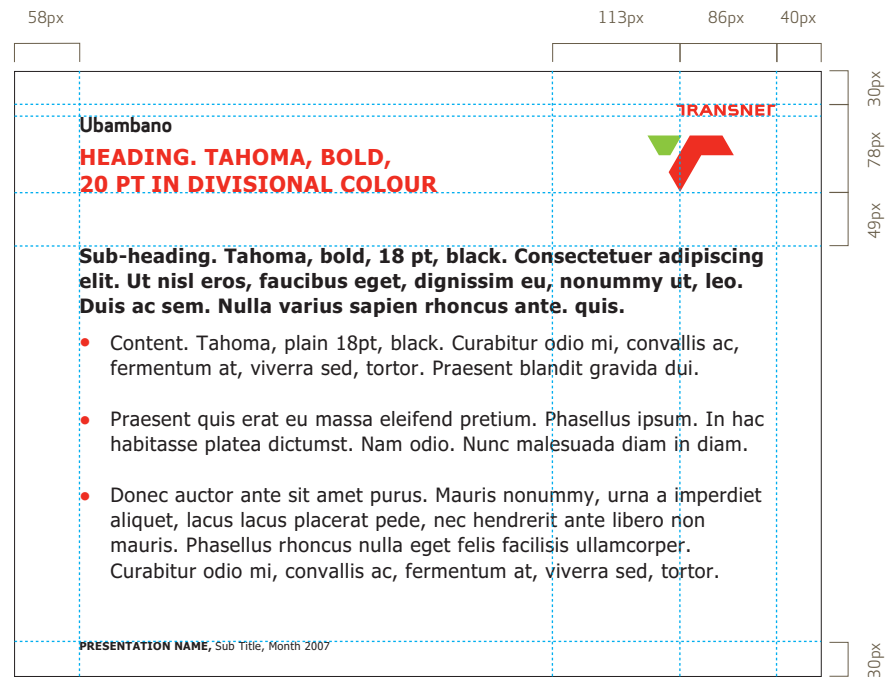 58px
113px
86px
40px
30px
TRANSNET
Ubambano
78px
HEADING. TAHOMA, BOLD,
20 PT IN DIVISIONAL COLOUR
49px
Sub-heading. Tahoma, bold, 18 pt, black. Consectetuer adipiscing
elit. Ut nisl eros, faucibus eget, dignissim eu, nonummy ut, leo.
Duis ac sem. Nulla varius sapien rhoncus ante. quis.
• Content. Tahoma, plain 18pt, black. Curabitur odio mi, convallis ac,
fermentum at, viverra sed, tortor. Praesent blandit gravida dui.
• Praesent quis erat eu massa eleifend pretium. Phasellus ipsum. In hac
habitasse platea dictumst. Nam odio. Nunc malesuada diam in diam.
• Donec auctor ante sit amet purus. Mauris nonummy, urna a imperdiet
aliquet, lacus lacus placerat pede, nec hendrerit ante libero non
mauris. Phasellus rhoncus nulla eget felis facilisis ullamcorper.
Curabitur odio mi, convallis ac, fermentum at, viverra sed, tortor.
PRESENTATION NAME, Sub Title, Month 2007
30px